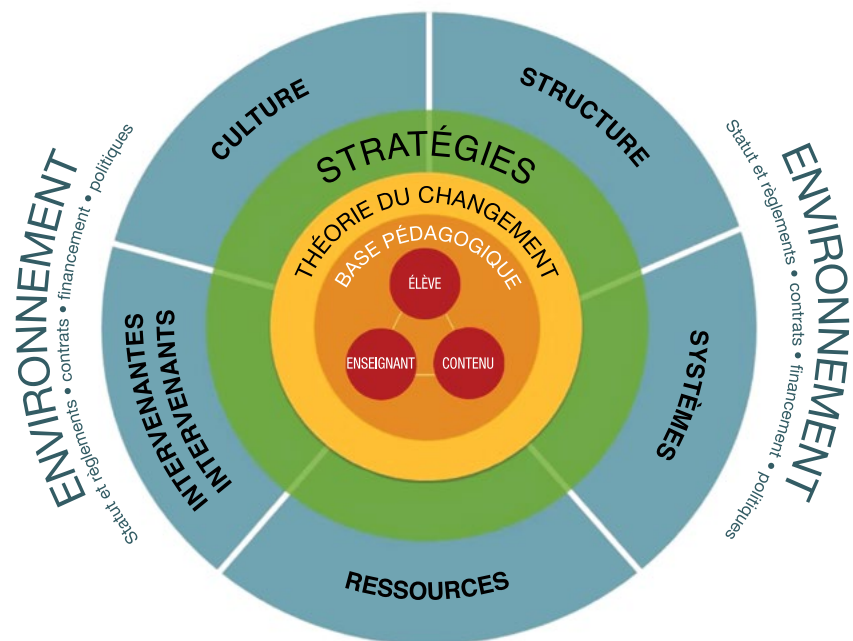 CULTURE
STRUCTURE
STRATÉGIES
THÉORIE DU CHANGEMENT
BASE PÉDAGOGIQUE
ÉLÈVE
ENSEIGNANT
CONTENU
INTERVENANTES
INTERVENANTS
SYSTÈMES
RESSOURCES
ENVIRONNEMENT
Statut et règlements • contrats • financement • politiques
ENVIRONNEMENT
Statut et règlements • contrats • financement • politiques